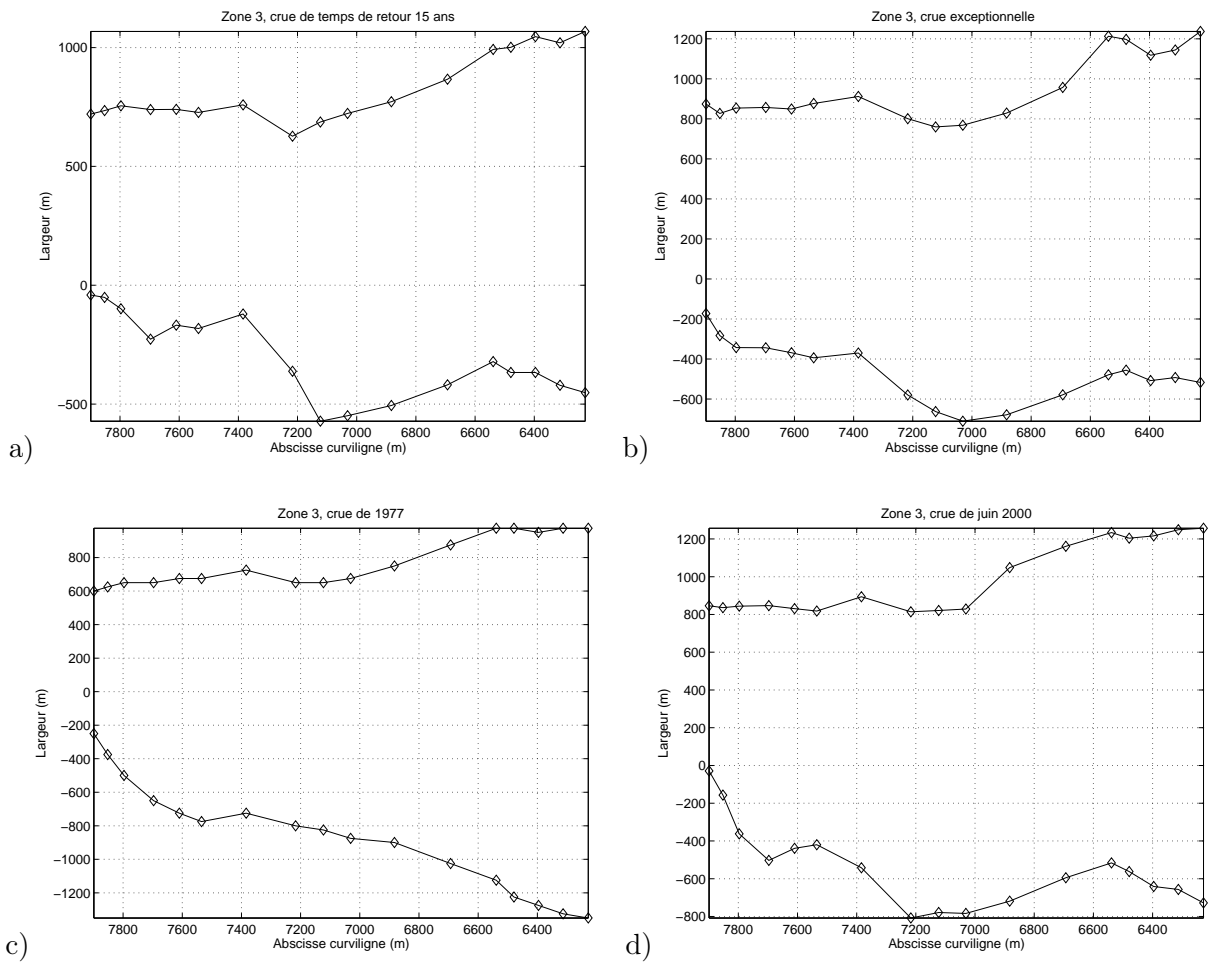 Zone 3, crue de temps de retour 15 ans
1000
500
0
−500
Largeur (m)
7800 7600 7400 7200 7000 6800 6600 6400
Abscisse curviligne (m)
a)
Zone 3, crue exceptionnelle
1200
1000
800
600
400
200
0
−200
−400
−600
Largeur (m)
7800 7600 7400 7200 7000 6800 6600 6400
Abscisse curviligne (m)
b)
Zone 3, crue de 1977
800
600
400
200
0
−200
−400
−600
−800
−1000
−1200
Largeur (m)
7800 7600 7400 7200 7000 6800 6600 6400
Abscisse curviligne (m)
c)
Zone 3, crue de juin 2000
1200
1000
800
600
400
200
0
−200
−400
−600
−800
Largeur (m)
7800 7600 7400 7200 7000 6800 6600 6400
Abscisse curviligne (m)
d)